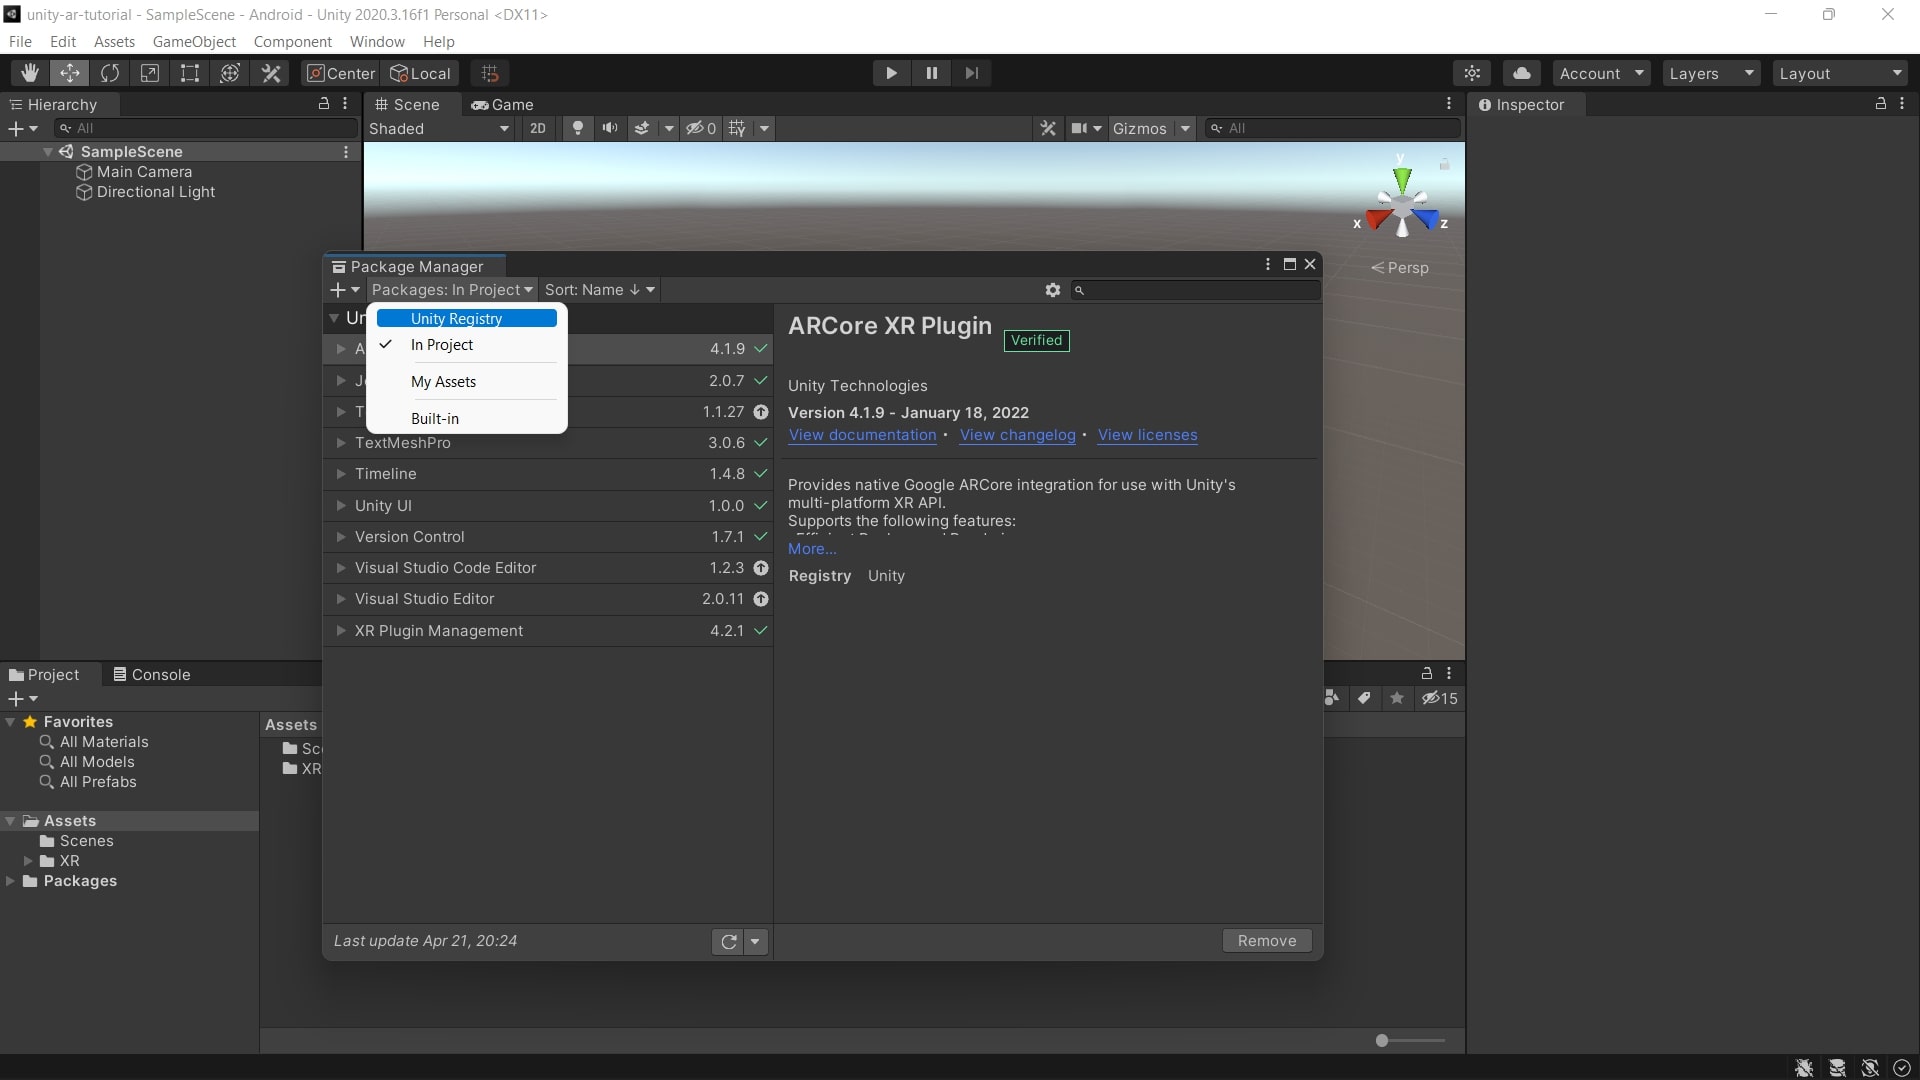 unity-ar-tutorial - SampleScene - Android - Unity 2020.3.16f1 Personal <DX11>
File Edit Assets GameObject Component Window Help
Center Local Account Layers Layout
Hierarchy
All
SampleScene
Main Camera
Directional Light
Scene Game
Shaded 2D 0 Gizmos All
y
x z
Persp
Inspector
Package Manager
Packages: In Project Sort: Name ↓
Unity Registry
In Project
My Assets
Built-in
4.1.9
2.0.7
1.1.27
TextMeshPro 3.0.6
Timeline 1.4.8
Unity UI 1.0.0
Version Control 1.7.1
Visual Studio Code Editor 1.2.3
Visual Studio Editor 2.0.11
XR Plugin Management 4.2.1
Last update Apr 21, 20:24
ARCore XR Plugin Verified
Unity Technologies
Version 4.1.9 - January 18, 2022
View documentation • View changelog • View licenses
Provides native Google ARCore integration for use with Unity's
multi-platform XR API.
Supports the following features:
More...
Registry Unity
Remove
Project Console
15
Favorites
All Materials
All Models
All Prefabs
Assets
Scenes
XR
Packages
Assets
XR